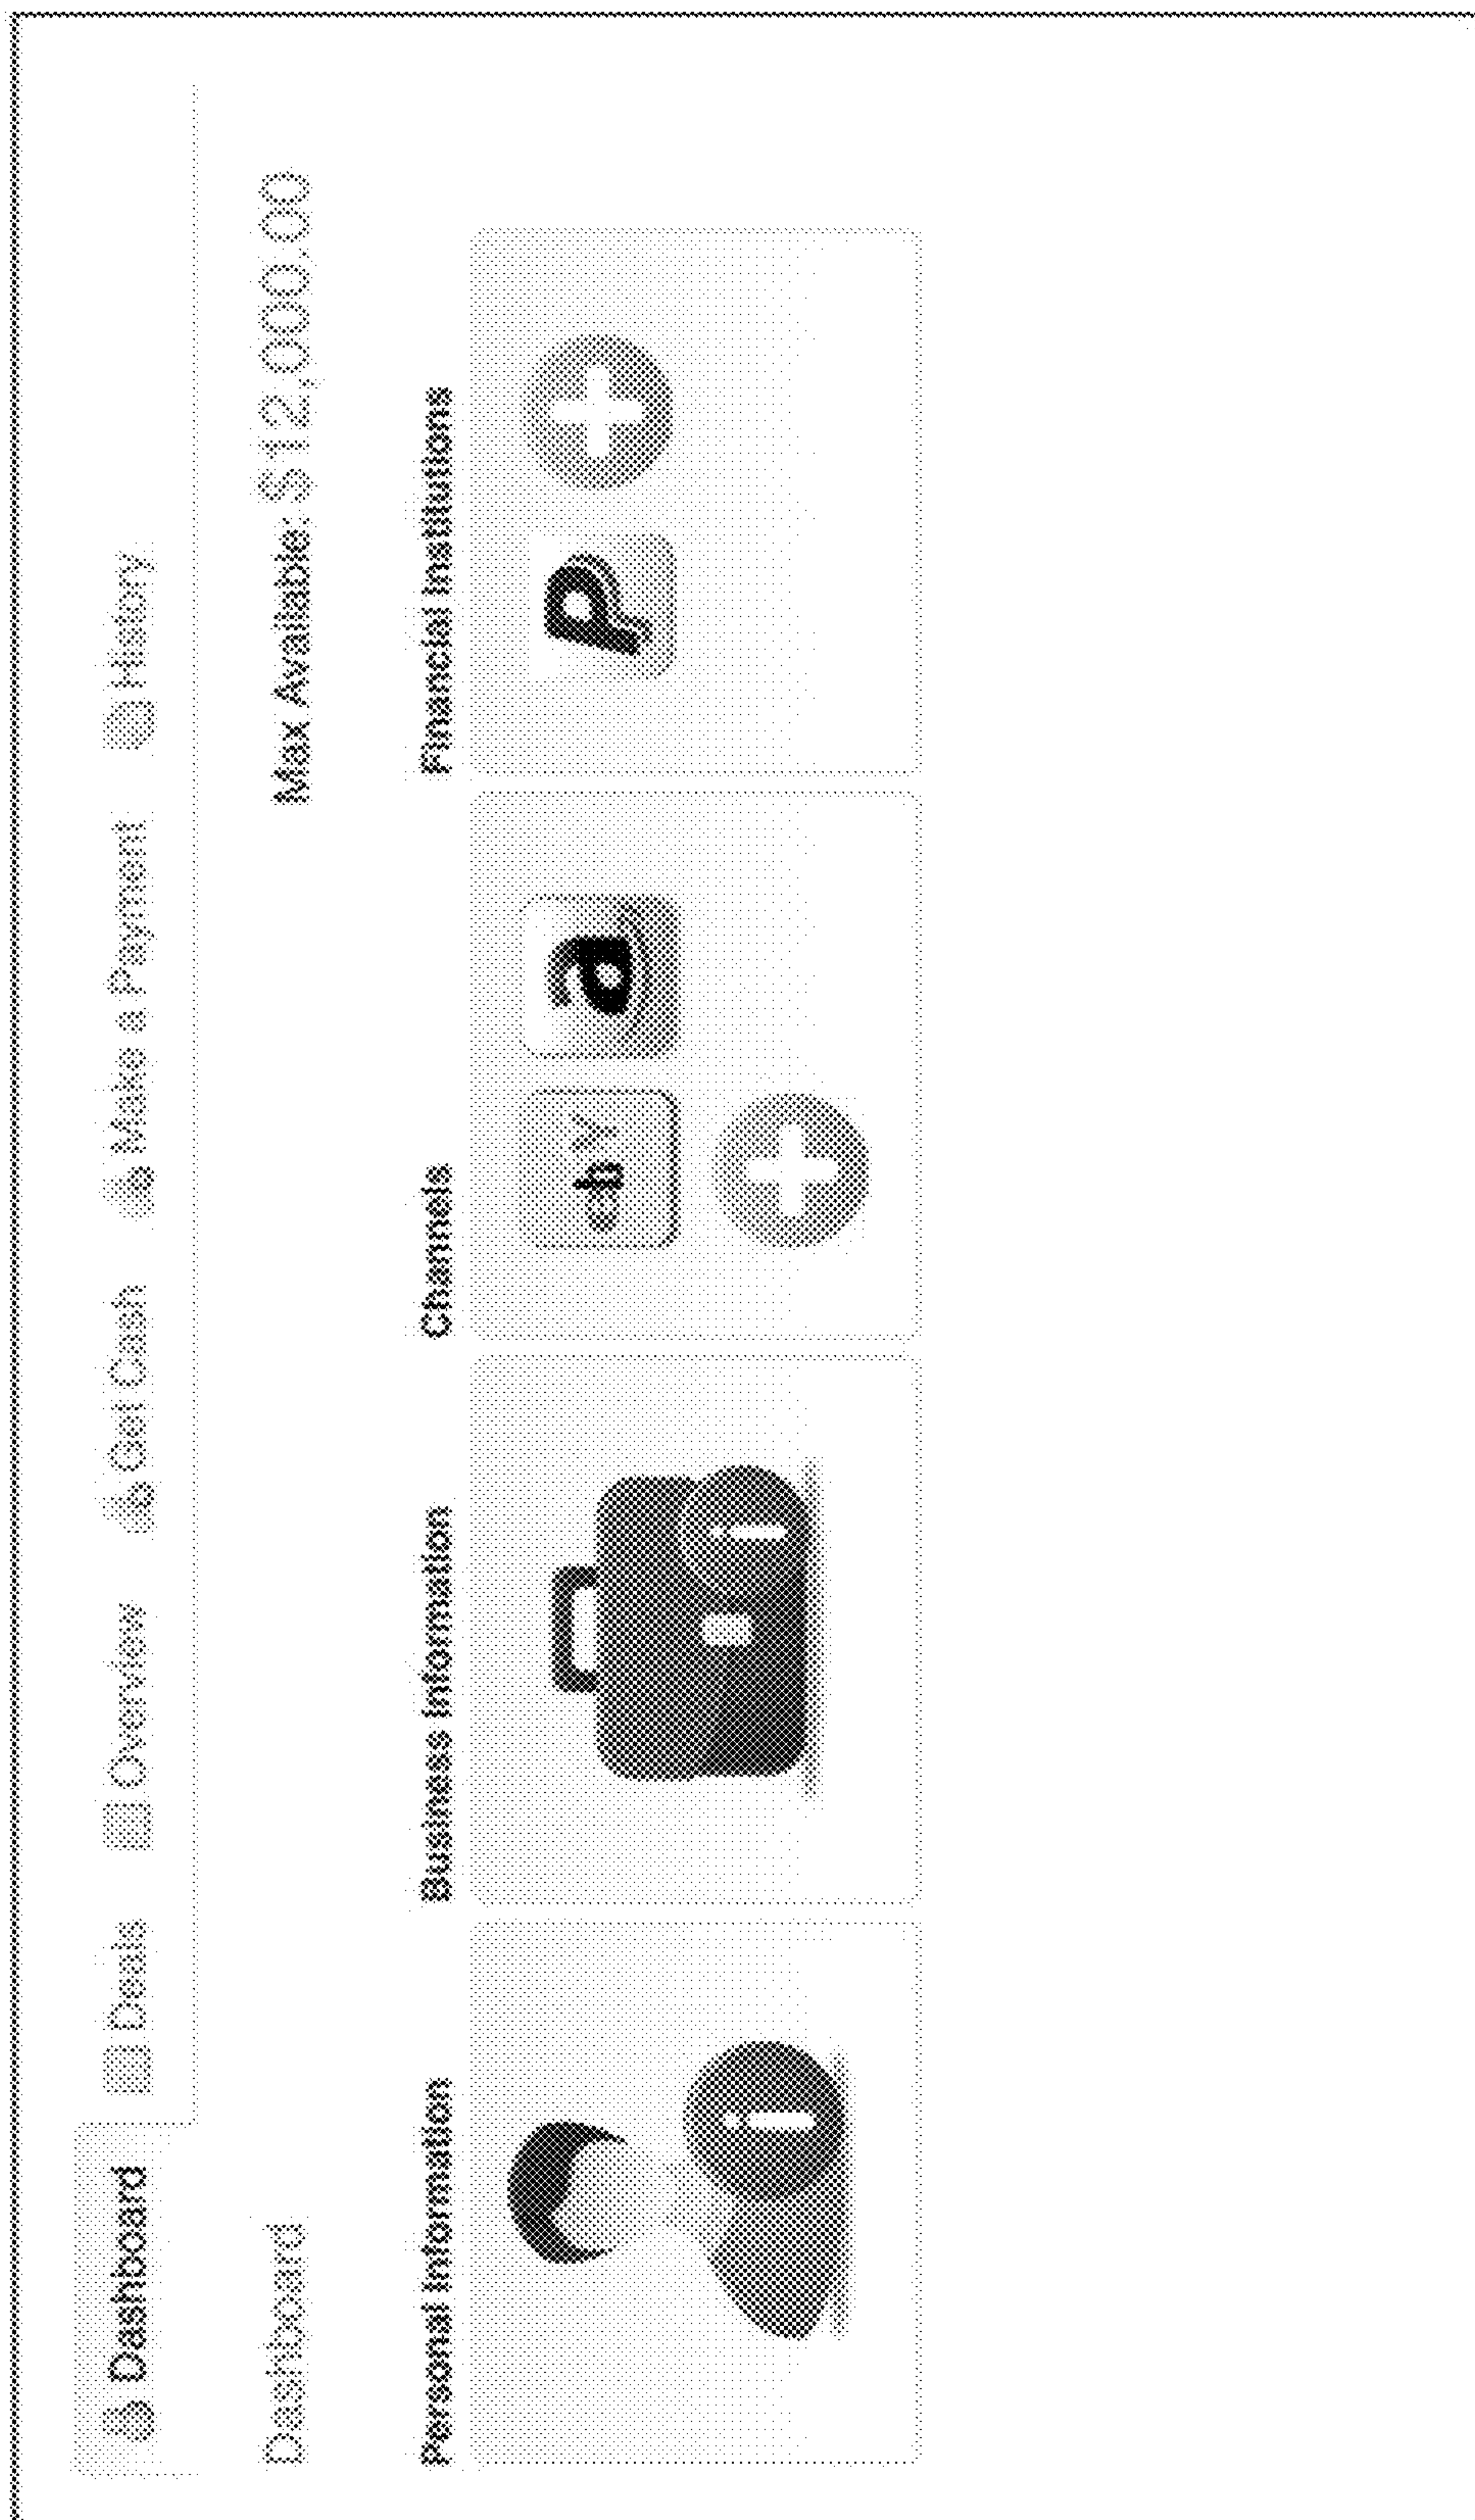 Dashboard Deals Overview Get Cash Make a Payment History
Dashboard Max Available: $12,000.00
Personal Information Business Information Channels Financial Institutions
a P